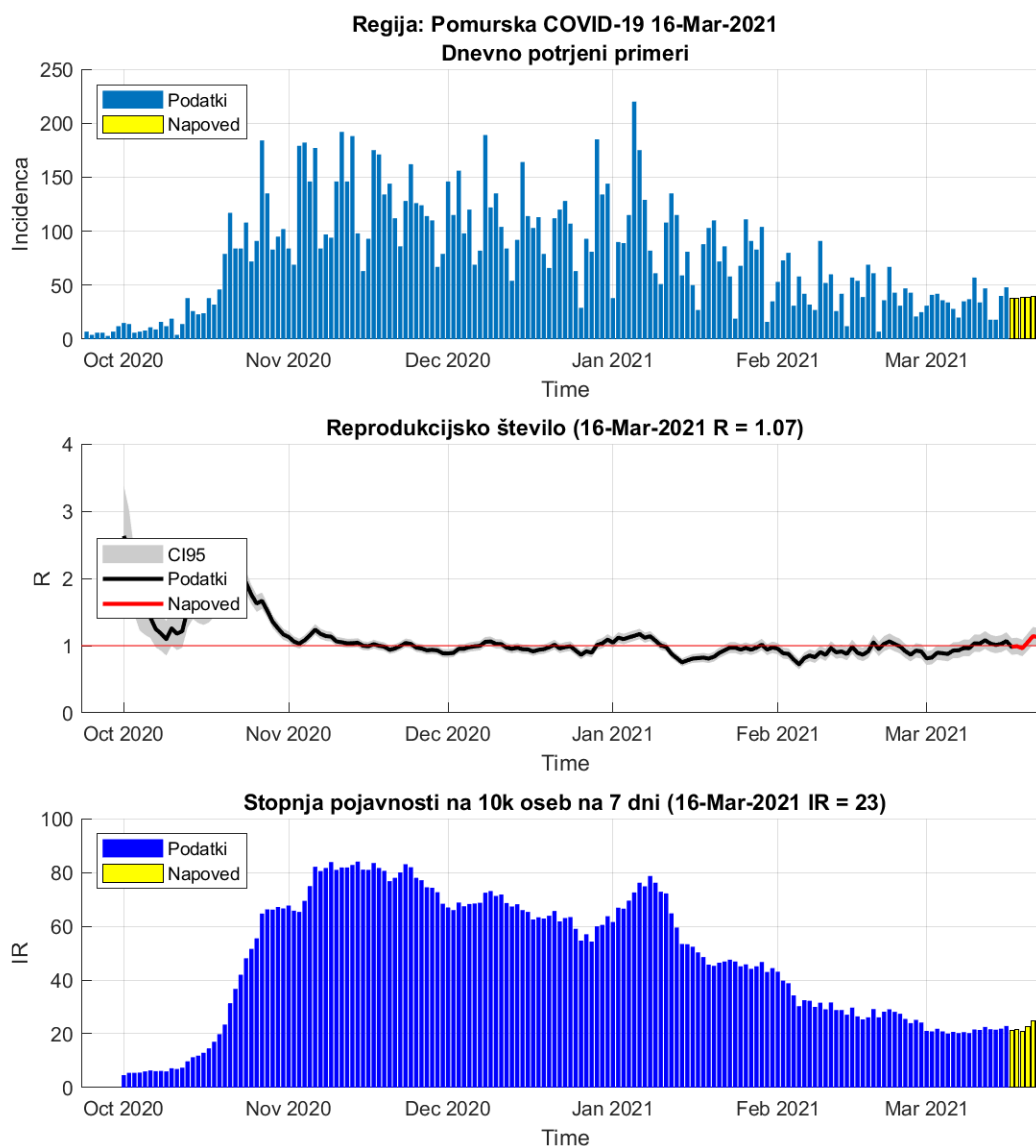 Regija: Pomurska COVID-19 16-Mar-2021
Dnevno potrjeni primeri
250
200
150
100
50
0
Incidenca
Podatki
Napoved
Oct 2020 Nov 2020 Dec 2020 Jan 2021 Feb 2021 Mar 2021
Time
Reprodukcijsko število (16-Mar-2021 R = 1.07)
4
3
2
1
0
R
CI95
Podatki
Napoved
Oct 2020 Nov 2020 Dec 2020 Jan 2021 Feb 2021 Mar 2021
Time
Stopnja pojavnosti na 10k oseb na 7 dni (16-Mar-2021 IR = 23)
100
80
60
40
20
0
IR
Podatki
Napoved
Oct 2020 Nov 2020 Dec 2020 Jan 2021 Feb 2021 Mar 2021
Time